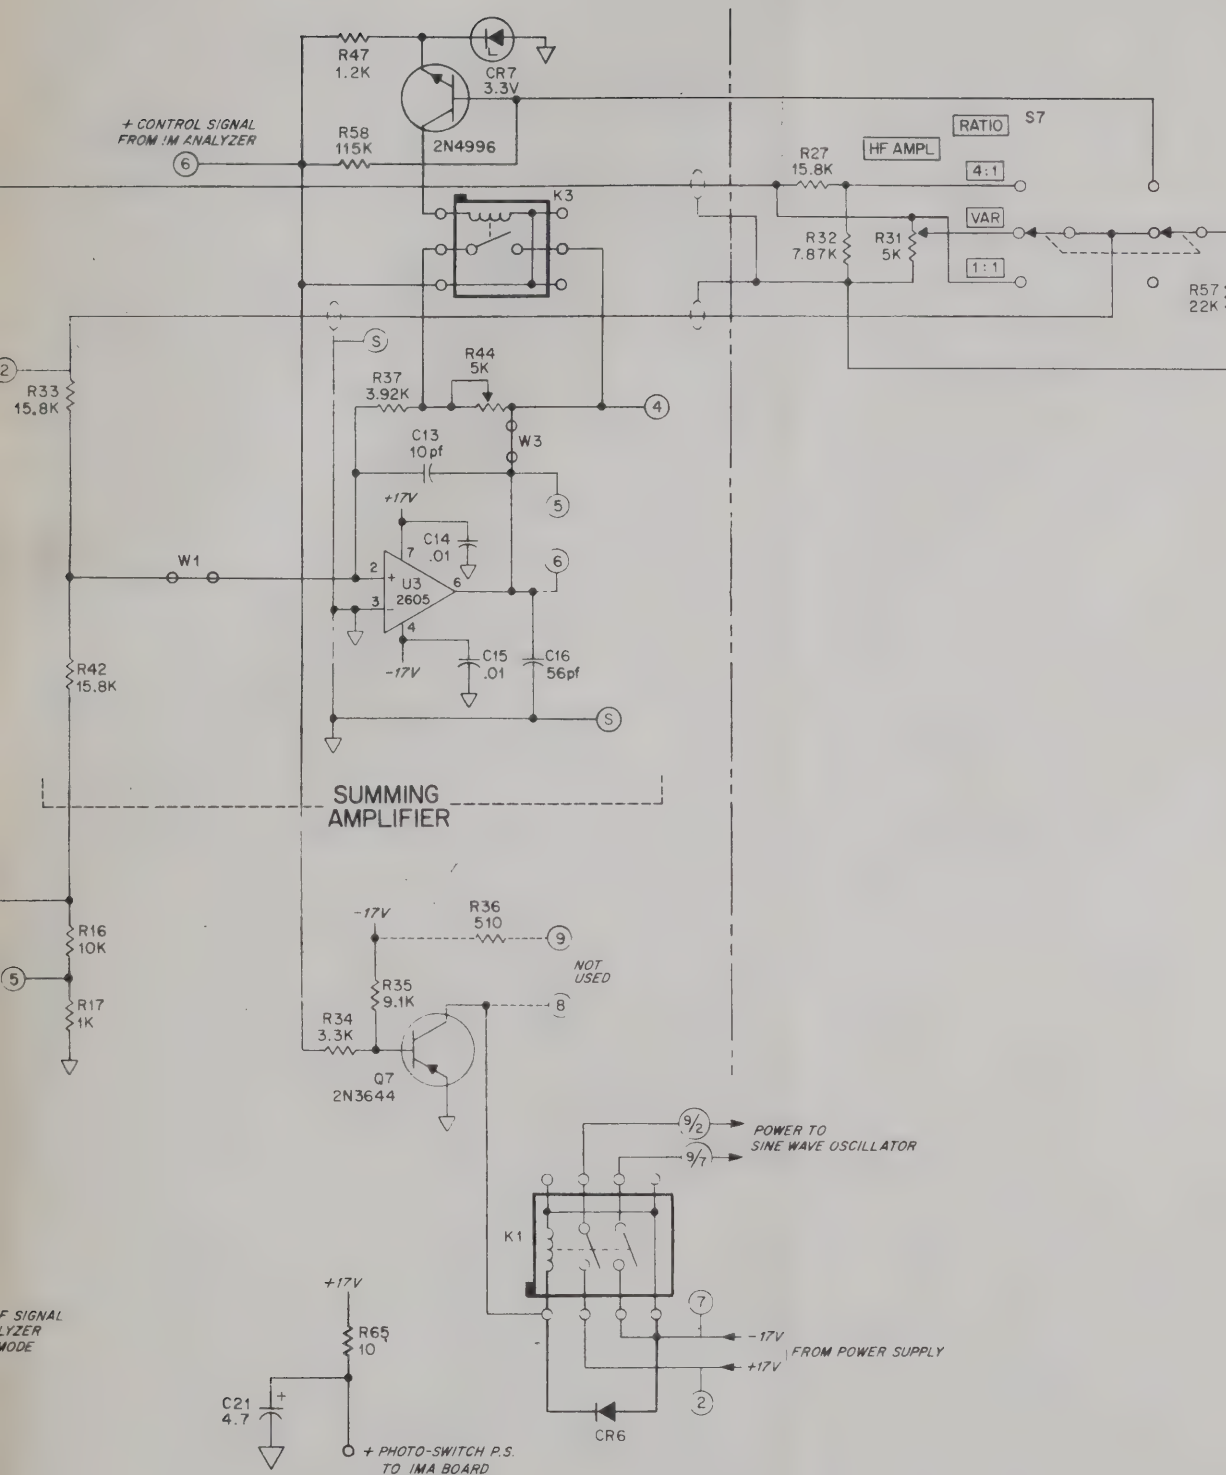 R47
1.2K
CR7
3.3V
+ CONTROL SIGNAL
FROM IM ANALYZER
6
R58
115K
2N4996
RATIO
S7
HF AMPL
R27
15.8K
4:1
K3
VAR
R32
7.87K
R31
5K
1:1
R57
22K
S
2
R33
15.8K
R44
5K
R37
3.92K
4
W3
C13
10pf
+17V
5
C14
.01
7
6
W1
2
+
U3
2605
6
3
-
4
R42
15.8K
-17V
C15
.01
C16
56pf
S
SUMMING
AMPLIFIER
-17V
R36
510
9
R16
10K
NOT
USED
5
R35
9.1K
8
R17
1K
R34
3.3K
Q7
2N3644
9/2
POWER TO
SINE WAVE OSCILLATOR
9/7
K1
+17V
F SIGNAL
LYZER
MODE
R65
10
7
-17V
FROM POWER SUPPLY
+17V
C21
4.7
+
2
CR6
+ PHOTO-SWITCH P.S.
TO IMA BOARD